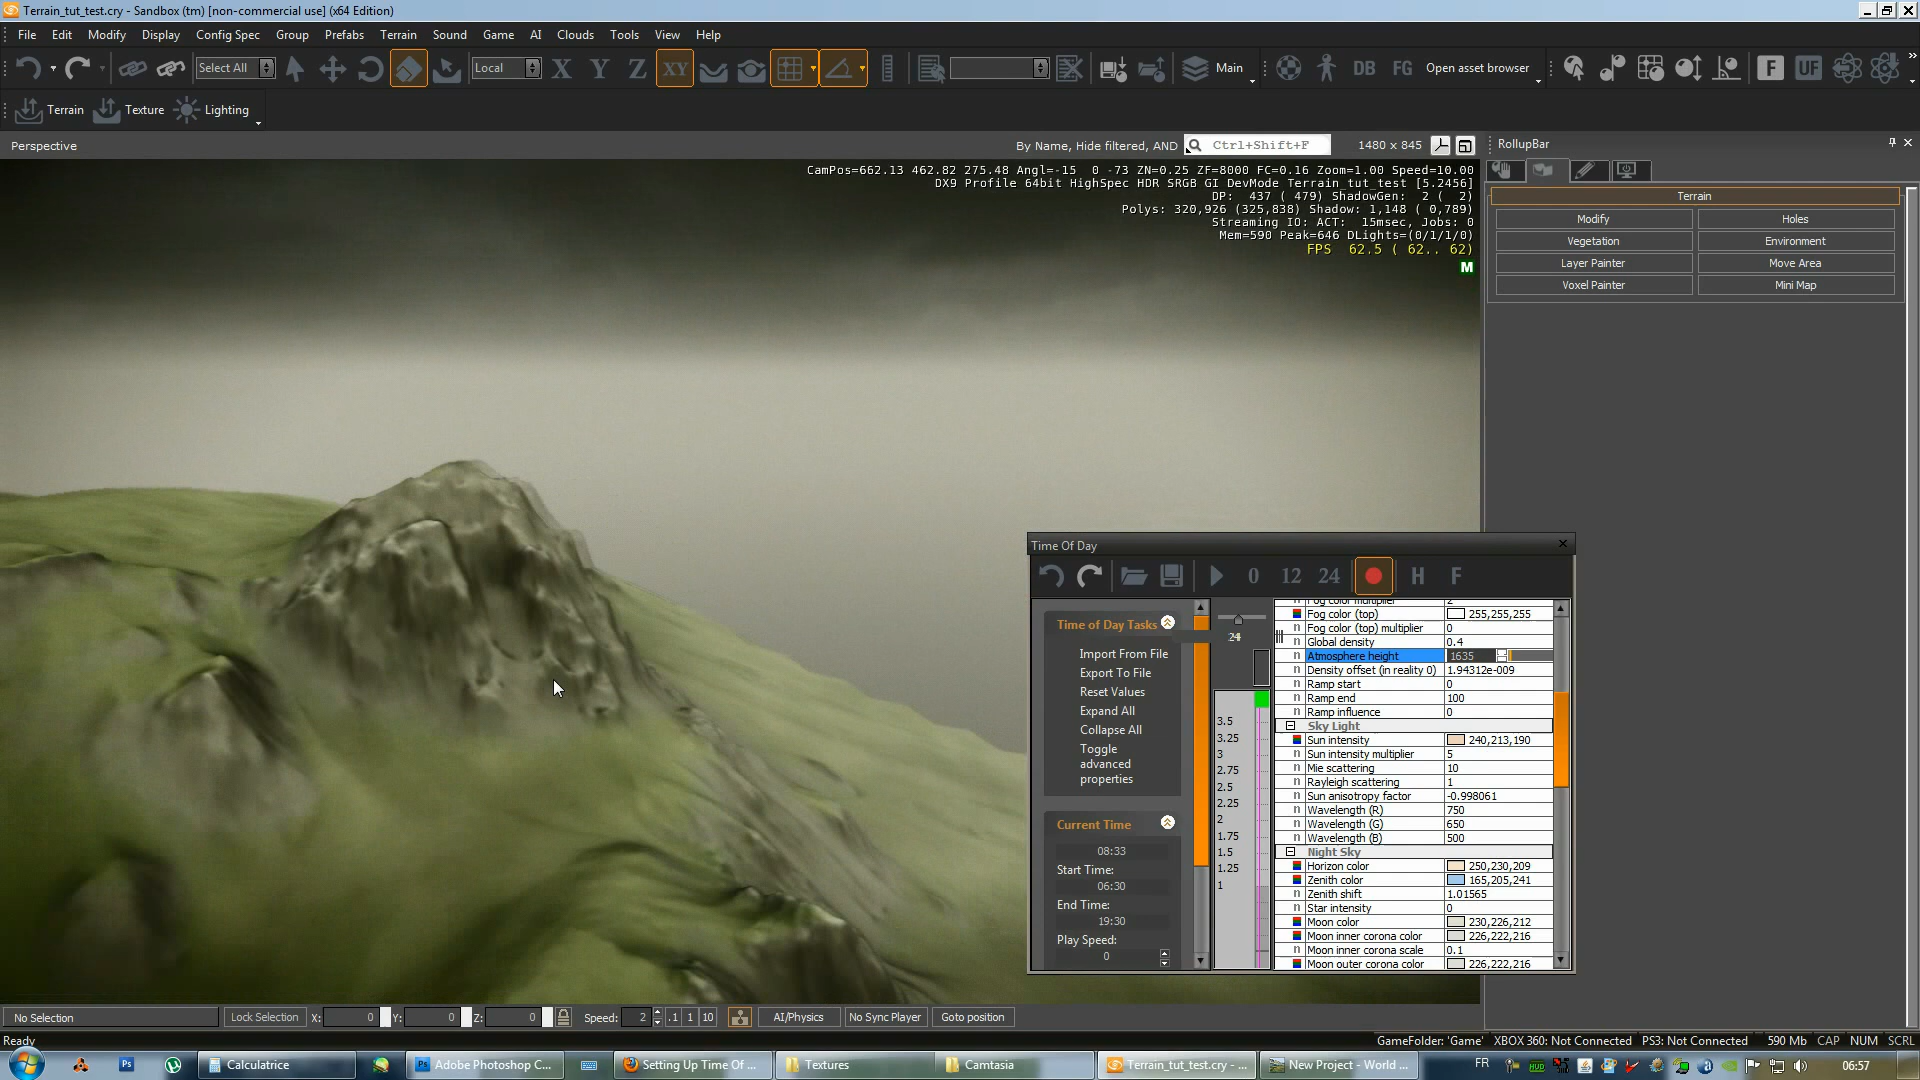 Terrain_tut_test.cry - Sandbox (tm) [non-commercial use] (x64 Edition)
File Edit Modify Display Config Spec Group Prefabs Terrain Sound Game AI Clouds Tools View Help
Select All Local X Y Z XY Main DB FG Open asset browser F UF
Terrain Texture Lighting
Perspective By Name, Hide filtered, AND Ctrl+Shift+F 1480 x 845 RollupBar
CamPos=662.13 462.82 275.48 Angl=-15 0 -73 ZN=0.25 ZF=8000 FC=0.16 Zoom=1.00 Speed=10.00
DX9 Profile 64bit HighSpec HDR SRGB GI DevMode Terrain_tut_test [5.2456]
DP: 437 ( 479) ShadowGen: 2 ( 2)
Polys: 320,926 (325,838) Shadow: 1,148 ( 0,789)
Streaming IO: ACT: 15msec, Jobs: 0
Mem=590 Peak=646 DLights=(0/1/1/0)
FPS 62.5 ( 62.. 62)
M
Terrain
Modify Holes
Vegetation Environment
Layer Painter Move Area
Voxel Painter Mini Map
Time Of Day
0 12 24 H F
Time of Day Tasks
Import From File
Export To File
Reset Values
Expand All
Collapse All
Toggle
advanced
properties
Current Time
08:33
Start Time:
06:30
End Time:
19:30
Play Speed:
0
24
3.5
3.25
3
2.75
2.5
2.25
2
1.75
1.5
1.25
1
Fog color multiplier 2
Fog color (top) 255,255,255
Fog color (top) multiplier 0
Global density 0.4
Atmosphere height 1635
Density offset (in reality 0) 1.94312e-009
Ramp start 0
Ramp end 100
Ramp influence 0
Sky Light
Sun intensity 240,213,190
Sun intensity multiplier 5
Mie scattering 10
Rayleigh scattering 1
Sun anisotropy factor -0.998061
Wavelength (R) 750
Wavelength (G) 650
Wavelength (B) 500
Night Sky
Horizon color 250,230,209
Zenith color 165,205,241
Zenith shift 1.01565
Star intensity 0
Moon color 230,226,212
Moon inner corona color 226,222,216
Moon inner corona scale 0.1
Moon outer corona color 226,222,216
No Selection Lock Selection X: 0 Y: 0 Z: 0 Speed: 2 .1 1 10 AI/Physics No Sync Player Goto position
Ready GameFolder: 'Game' XBOX 360: Not Connected PS3: Not Connected 590 Mb CAP NUM SCRL
Calculatrice Ps Adobe Photoshop C... Setting Up Time Of ... Textures Camtasia Terrain_tut_test.cry - ... New Project - World ... FR 06:57